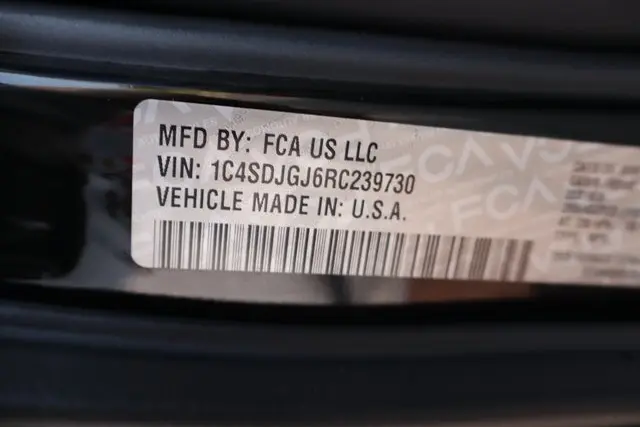 MFD BY: FCA US LLC
VIN: 1C4SDJGJ6RC239730
VEHICLE MADE IN: U.S.A.